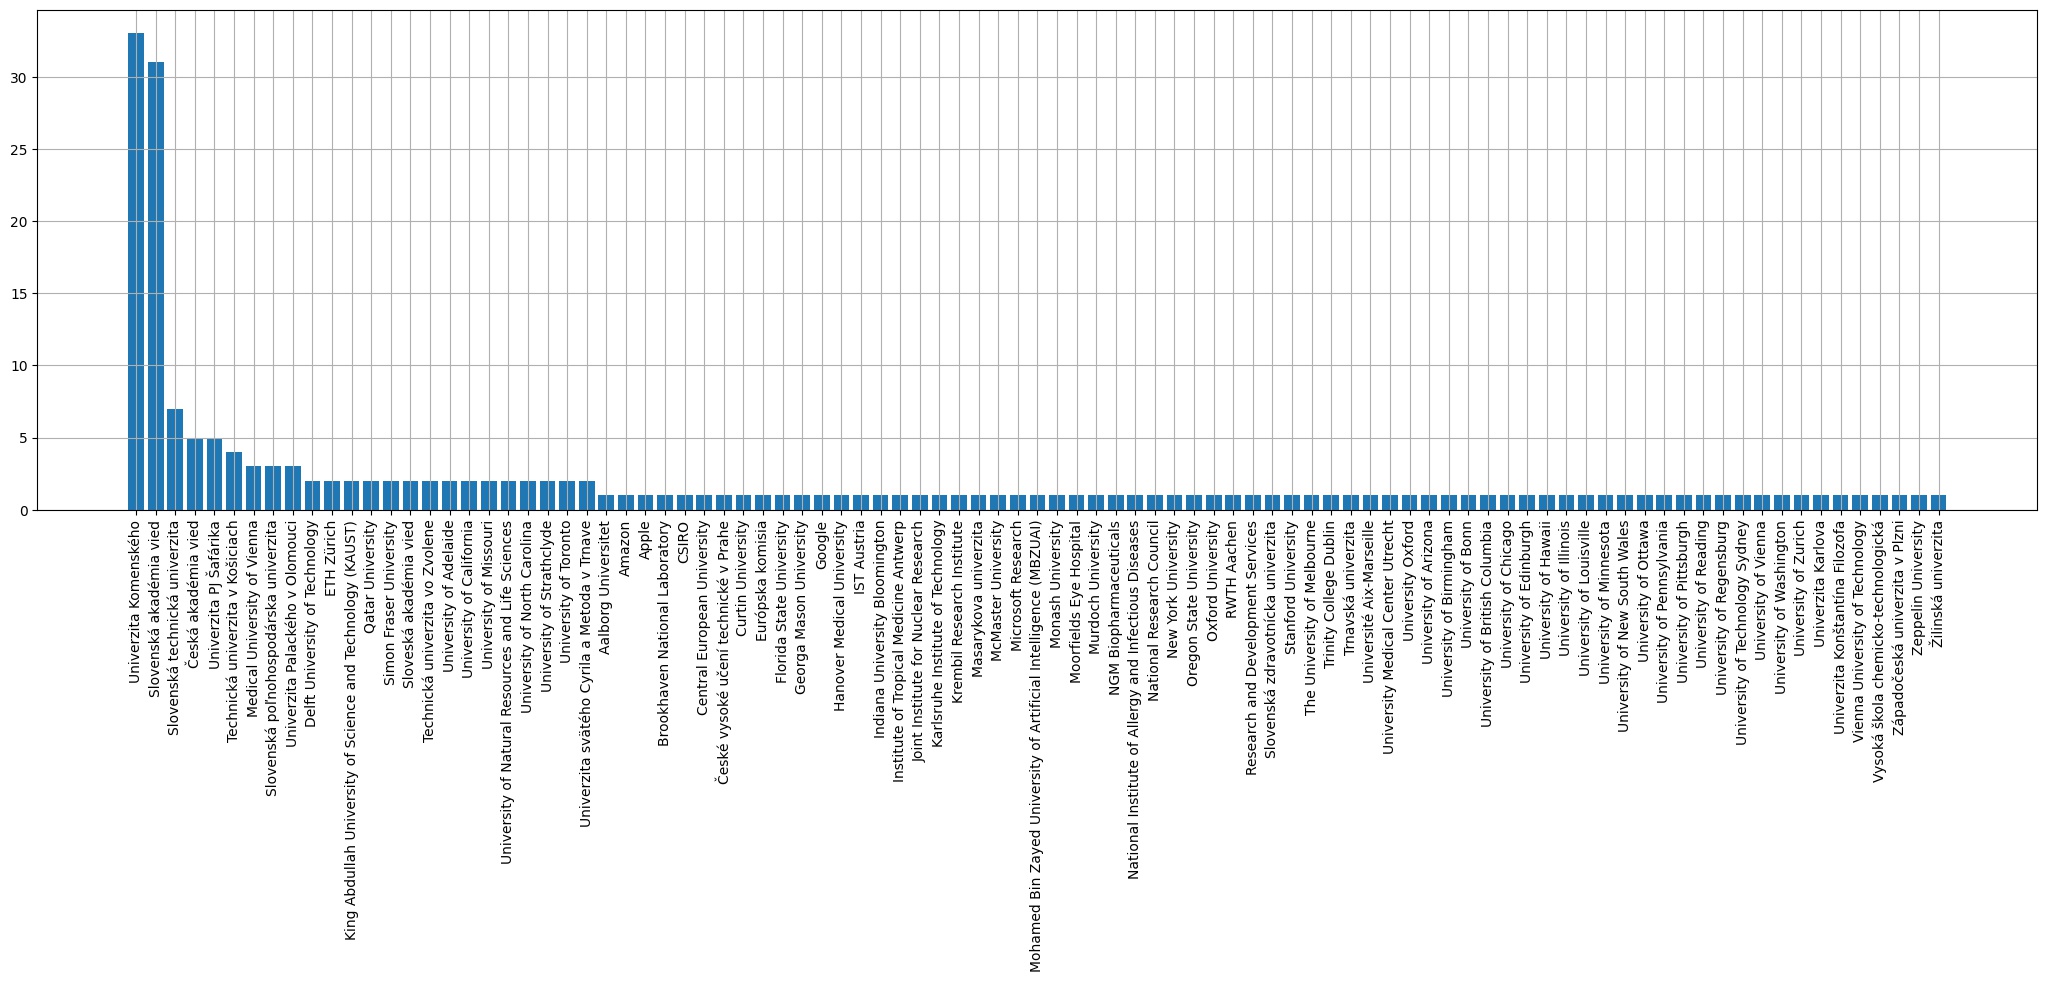 30
25
20
15
10
5
0
Univerzita Komenského
Slovenská akadémia vied
Slovenská technická univerzita
Česká akadémia vied
Univerzita PJ Šafárika
Technická univerzita v Košiciach
Medical University of Vienna
Slovenská poľnohospodárska univerzita
Univerzita Palackého v Olomouci
Delft University of Technology
ETH Zürich
King Abdullah University of Science and Technology (KAUST)
Qatar University
Simon Fraser University
Sloveská akadémia vied
Technická univerzita vo Zvolene
University of Adelaide
University of California
University of Missouri
University of Natural Resources and Life Sciences
University of North Carolina
University of Strathclyde
University of Toronto
Univerzita svätého Cyrila a Metoda v Trnave
Aalborg Universitet
Amazon
Apple
Brookhaven National Laboratory
CSIRO
Central European University
České vysoké učení technické v Prahe
Curtin University
Európska komisia
Florida State University
Georga Mason University
Google
Hanover Medical University
IST Austria
Indiana University Bloomington
Institute of Tropical Medicine Antwerp
Joint Institute for Nuclear Research
Karlsruhe Institute of Technology
Krembil Research Institute
Masarykova univerzita
McMaster University
Microsoft Research
Mohamed Bin Zayed University of Artificial Intelligence (MBZUAI)
Monash University
Moorfields Eye Hospital
Murdoch University
NGM Biopharmaceuticals
National Institute of Allergy and Infectious Diseases
National Research Council
New York University
Oregon State University
Oxford University
RWTH Aachen
Research and Development Services
Slovenská zdravotnícka univerzita
Stanford University
The University of Melbourne
Trinity College Dublin
Trnavská univerzita
Université Aix-Marseille
University Medical Center Utrecht
University Oxford
University of Arizona
University of Birmingham
University of Bonn
University of British Columbia
University of Chicago
University of Edinburgh
University of Hawaii
University of Illinois
University of Louisville
University of Minnesota
University of New South Wales
University of Ottawa
University of Pennsylvania
University of Pittsburgh
University of Reading
University of Regensburg
University of Technology Sydney
University of Vienna
University of Washington
University of Zurich
Univerzita Karlova
Univerzita Konštantína Filozofa
Vienna University of Technology
Vysoká škola chemicko-technologická
Západočeská univerzita v Plzni
Zeppelin University
Žilinská univerzita